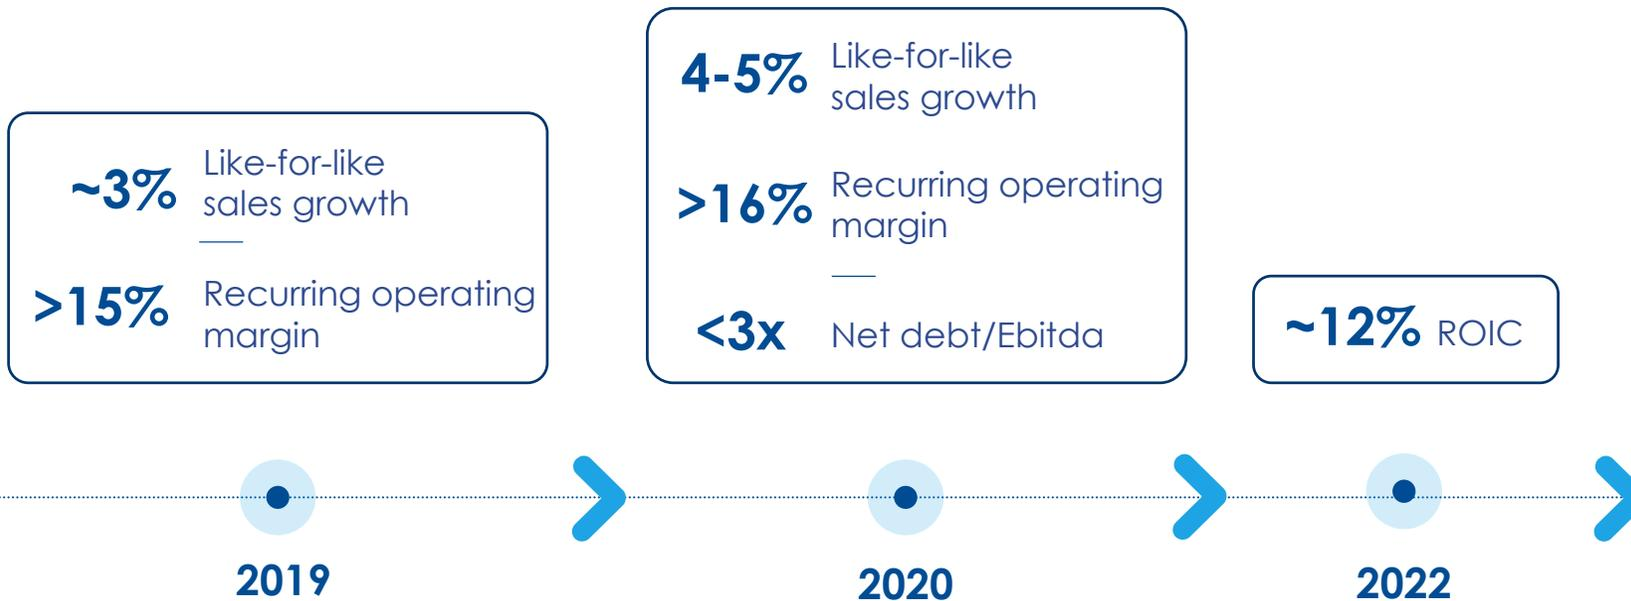 ~3% Like-for-like
sales growth
>15% Recurring operating
margin
2019
4-5% Like-for-like
sales growth
>16% Recurring operating
margin
<3x Net debt/Ebitda
2020
~12% ROIC
2022